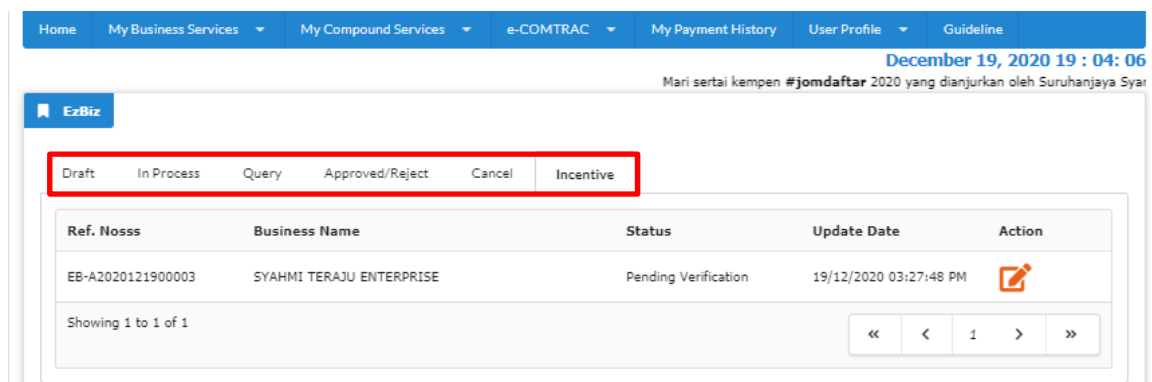 Home My Business Services My Compound Services e-COMTRAC My Payment History User Profile Guideline
December 19, 2020 19 : 04: 06
Mari sertai kempen #jomdaftar 2020 yang dianjurkan oleh Suruhanjaya Syar
EzBiz
Draft In Process Query Approved/Reject Cancel Incentive
Ref. Nosss Business Name Status Update Date Action
EB-A2020121900003 SYAHMI TERAJU ENTERPRISE Pending Verification 19/12/2020 03:27:48 PM
Showing 1 to 1 of 1
« < 1 > »